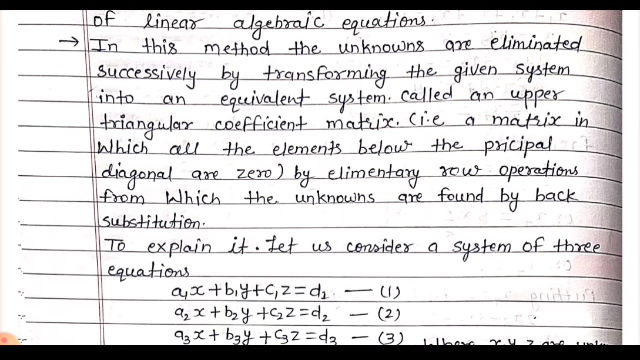 of linear algebraic equations.
→ In this method the unknowns are eliminated
successively by transforming the given system
into an equivalent system. called an upper
triangular coefficient matrix. (i.e a matrix in
which all the elements below the pricipal
diagonal are zero) by elimentary row operations
from which the unknowns are found by back
substitution.
To explain it. Let us consider a system of three
equations
a₁x + b₁y + c₁z = d₂ — (1)
a₂x + b₂y + c₂z = d₂ — (2)
a₃x + b₃y + c₃z = d₃ — (3) Where x, y, z are